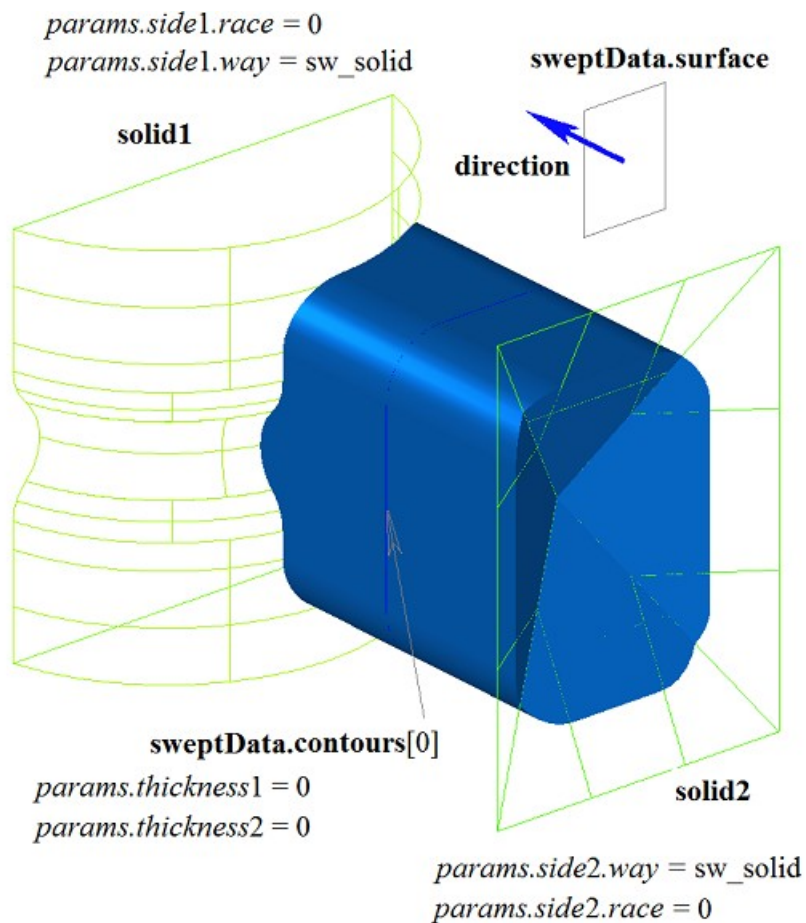 params.side1.race = 0
params.side1.way = sw_solid
sweptData.surface
solid1
direction
sweptData.contours[0]
params.thickness1 = 0
params.thickness2 = 0
solid2
params.side2.way = sw_solid
params.side2.race = 0